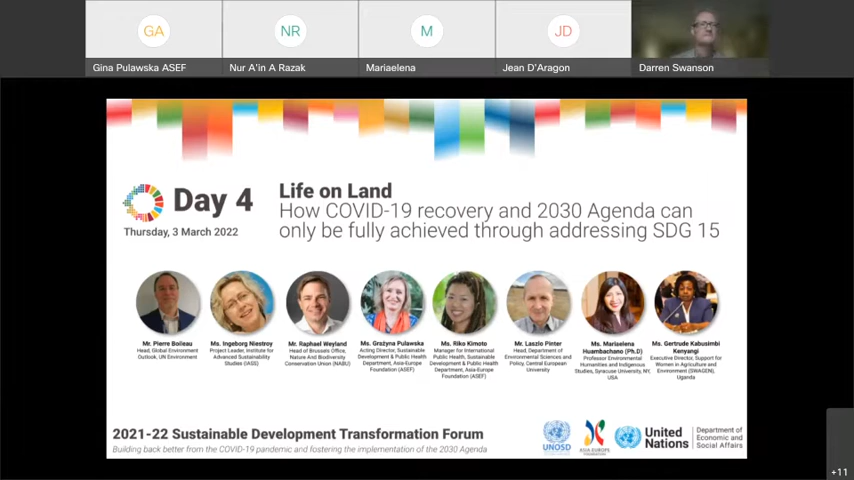 GA
NR
M
JD
Gina Pulawska ASEF
Nur A'in A Razak
Mariaelena
Jean D'Aragon
Darren Swanson
Day 4
Thursday, 3 March 2022
Life on Land
How COVID-19 recovery and 2030 Agenda can
only be fully achieved through addressing SDG 15
Mr. Pierre Boileau
Head, Global Environment
Outlook, UN Environment
Ms. Ingeborg Niestroy
Project Leader, Institute for
Advanced Sustainability
Studies (IASS)
Mr. Raphael Weyland
Head of Brussels Office,
Nature And Biodiversity
Conservation Union (NABU)
Ms. Grażyna Pulawska
Acting Director, Sustainable
Development & Public Health
Department, Asia-Europe
Foundation (ASEF)
Ms. Riko Kimoto
Manager for International
Public Health, Sustainable
Development & Public Health
Department, Asia-Europe
Foundation (ASEF)
Mr. Laszlo Pinter
Head, Department of
Environmental Sciences and
Policy, Central European
University
Ms. Mariselena
Huambachano (Ph.D)
Professor Environmental
Humanities and Indigenous
Studies, Syracuse University, NY,
USA
Ms. Gertrude Kabusimbi
Kenyangi
Executive Director, Support for
Women in Agriculture and
Environment (SWAGEN),
Uganda
2021-22 Sustainable Development Transformation Forum
Building back better from the COVID-19 pandemic and fostering the implementation of the 2030 Agenda
UNOSD
ASIA-EUROPE
FOUNDATION
United
Nations
Department of
Economic and
Social Affairs
+11